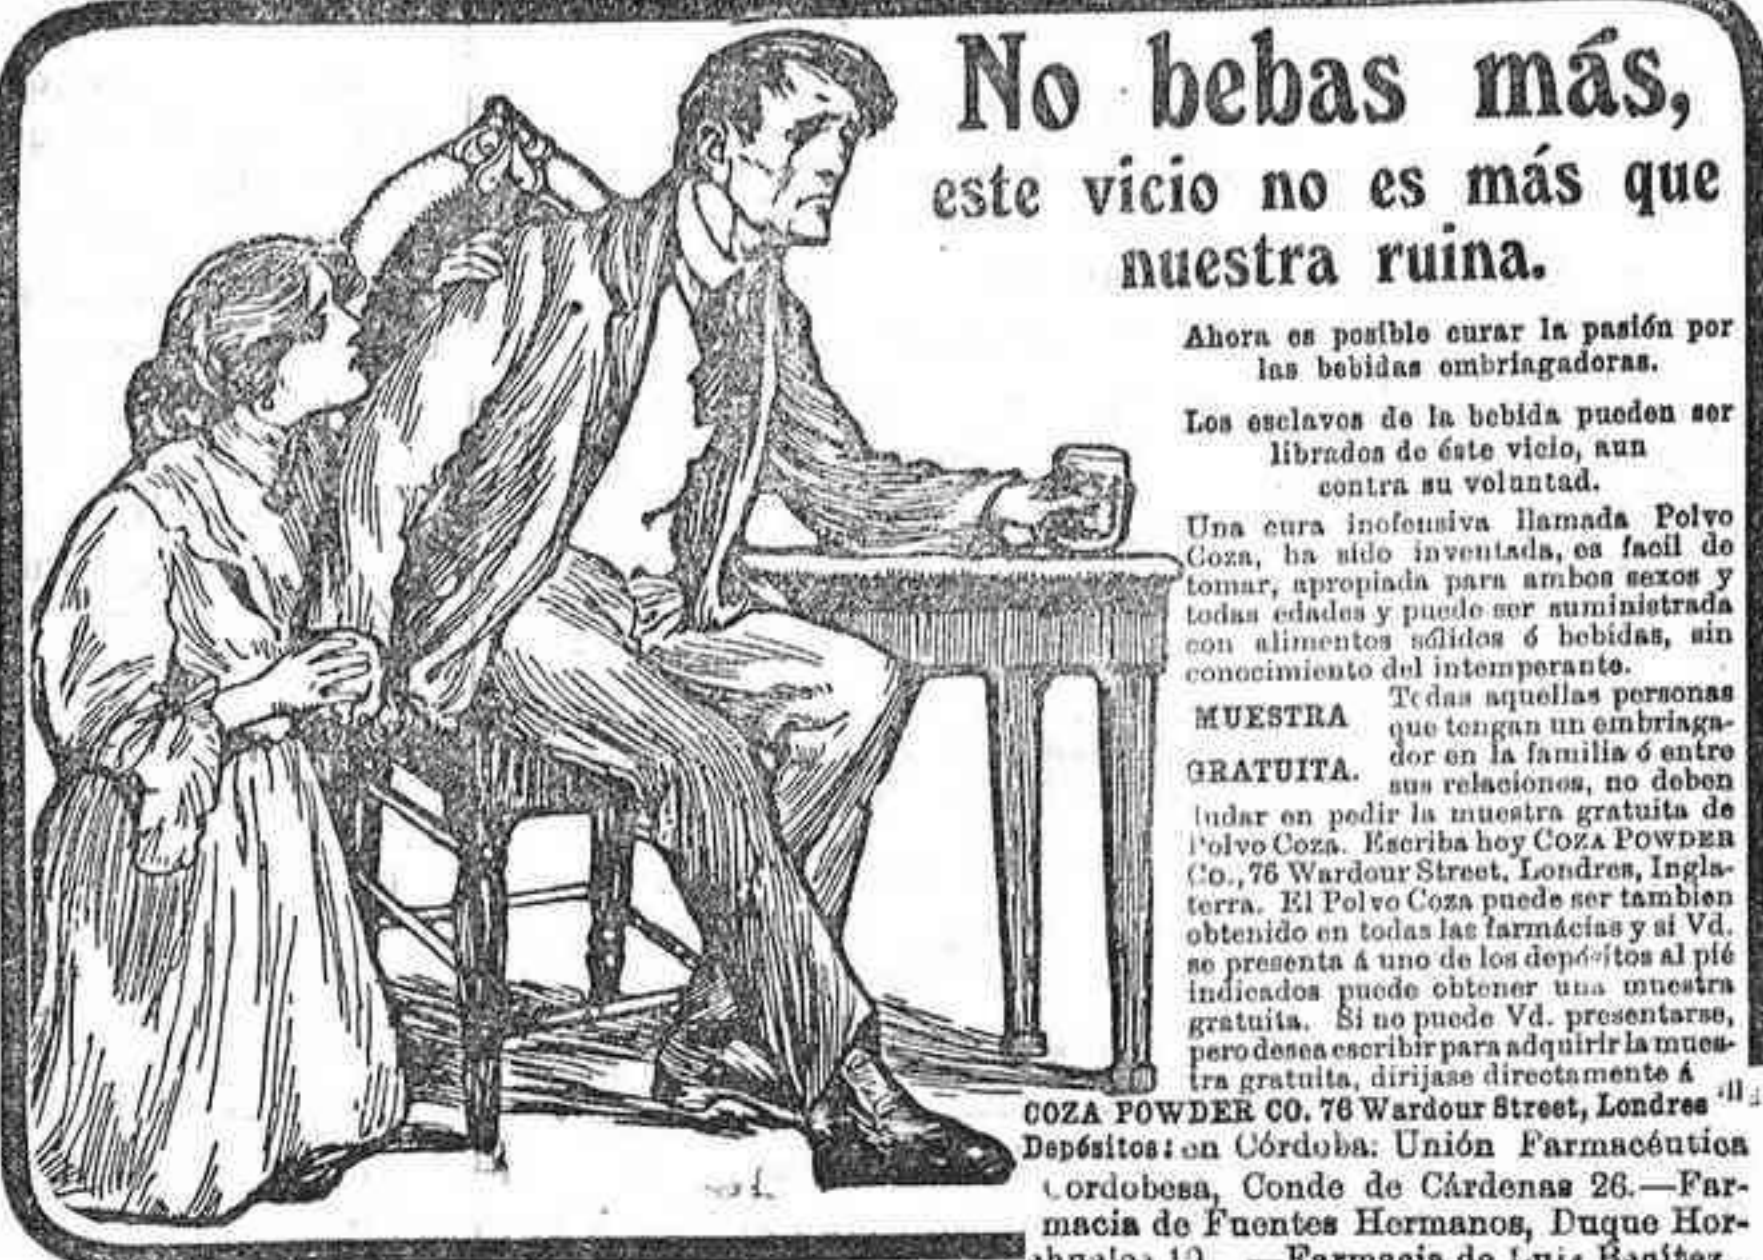 No bebas más,
este vicio no es más que
nuestra ruina.
Ahora es posible curar la pasión por
las bebidas embriagadoras.
Los esclavos de la bebida pueden ser
librados de éste vicio, aun
contra su voluntad.
Una cura inofensiva llamada Polvo
Coza, ha sido inventada, es facil de
tomar, apropiada para ambos sexos y
todas edades y puede ser suministrada
con alimentos sólidos ó bebidas, sin
conocimiento del intemperante.
MUESTRA
GRATUITA.
Todas aquellas personas
que tengan un embriaga-
dor en la familia ó entre
sus relaciones, no deben
dudar en pedir la muestra gratuita de
Polvo Coza. Escriba hoy COZA POWDER
Co., 76 Wardour Street, Londres, Ingla-
terra. El Polvo Coza puede ser tambien
obtenido en todas las farmácias y si Vd.
se presenta á uno de los depósitos al pié
indicados puede obtener una muestra
gratuita. Si no puede Vd. presentarse,
pero desea escribir para adquirir la mues-
tra gratuita, dirijase directamente á
COZA POWDER CO. 76 Wardour Street, Londres
Depósitos: en Córdoba: Unión Farmacéutica
Cordobesa, Conde de Cárdenas 26.—Far-
macia de Fuentes Hermanos, Duque Hor-
—Farmacia de